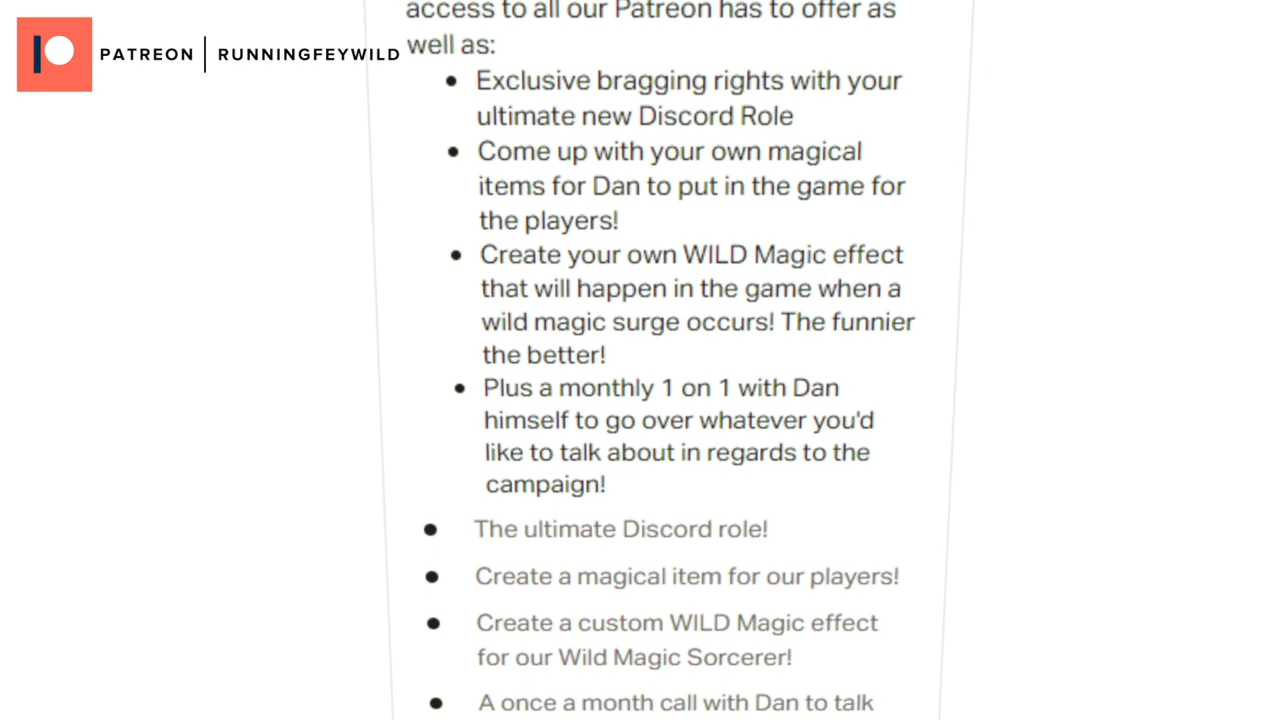 access to all our Patreon has to offer as
PATREON | RUNNINGFEYWILD
well as:
• Exclusive bragging rights with your
ultimate new Discord Role
• Come up with your own magical
items for Dan to put in the game for
the players!
• Create your own WILD Magic effect
that will happen in the game when a
wild magic surge occurs! The funnier
the better!
• Plus a monthly 1 on 1 with Dan
himself to go over whatever you'd
like to talk about in regards to the
campaign!
• The ultimate Discord role!
• Create a magical item for our players!
• Create a custom WILD Magic effect
for our Wild Magic Sorcerer!
• A once a month call with Dan to talk